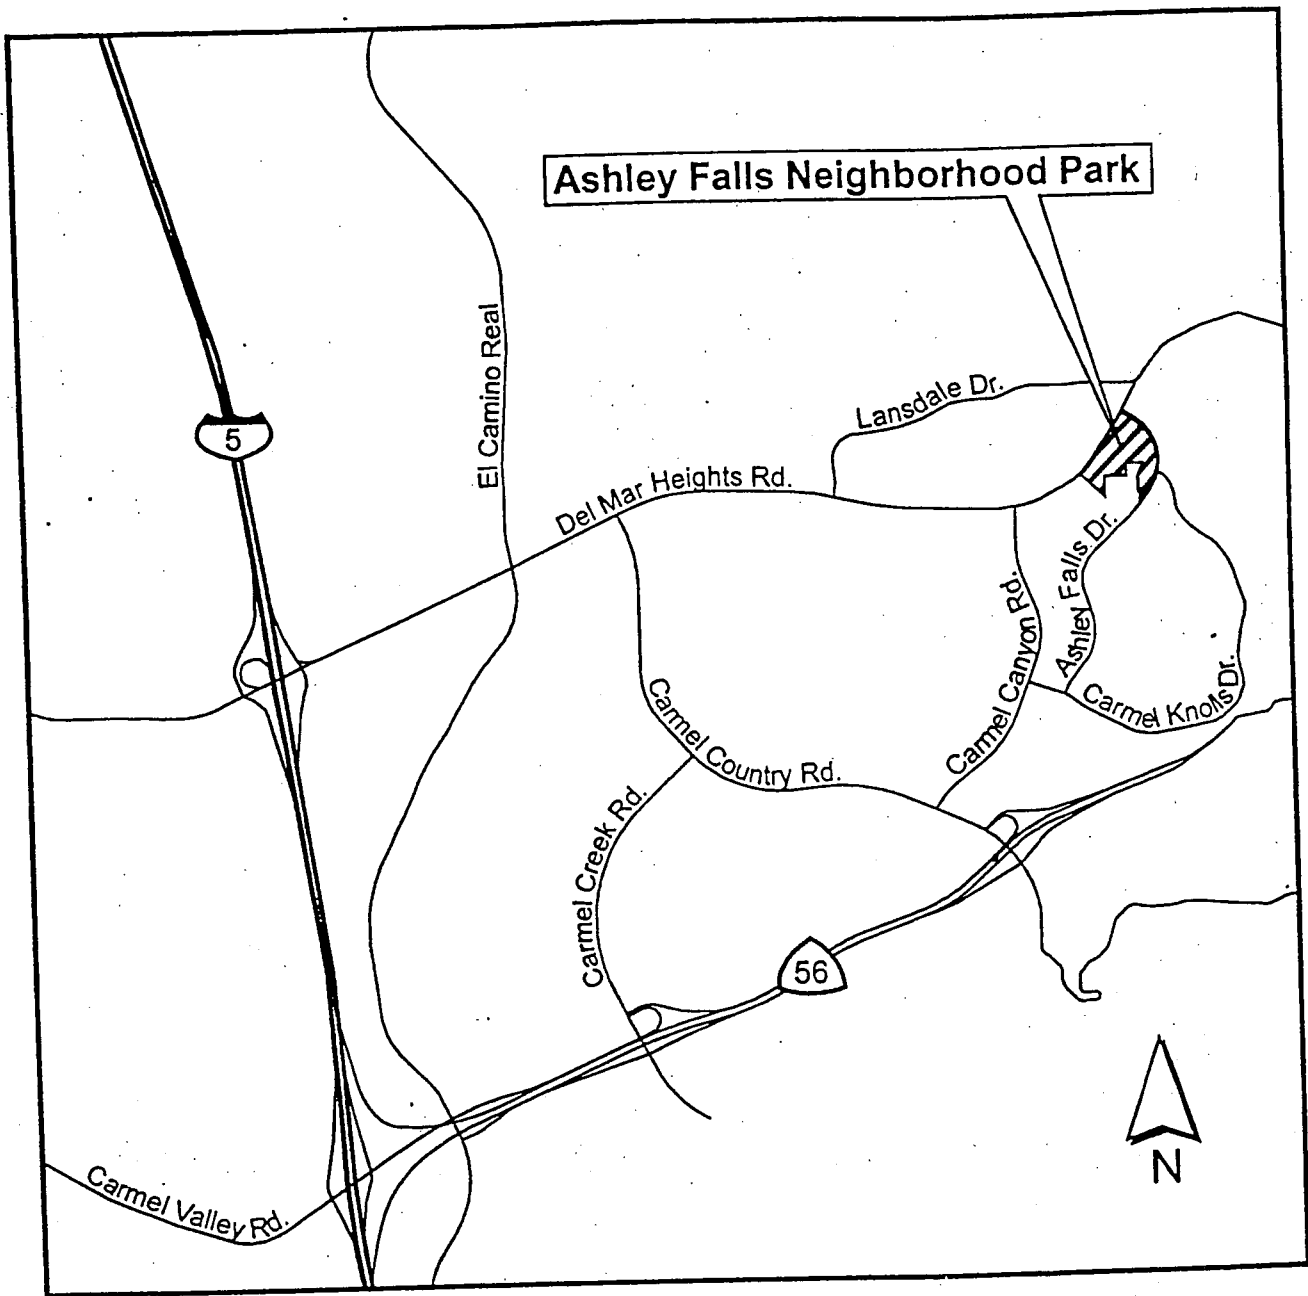 Ashley Falls Neighborhood Park
El Camino Real
Lansdale Dr.
5
Del Mar Heights Rd.
Ashley Falls Dr.
Carmel Canyon Rd.
Carmel Knolls Dr.
Carmel Country Rd.
Carmel Creek Rd.
56
N
Carmel Valley Rd.